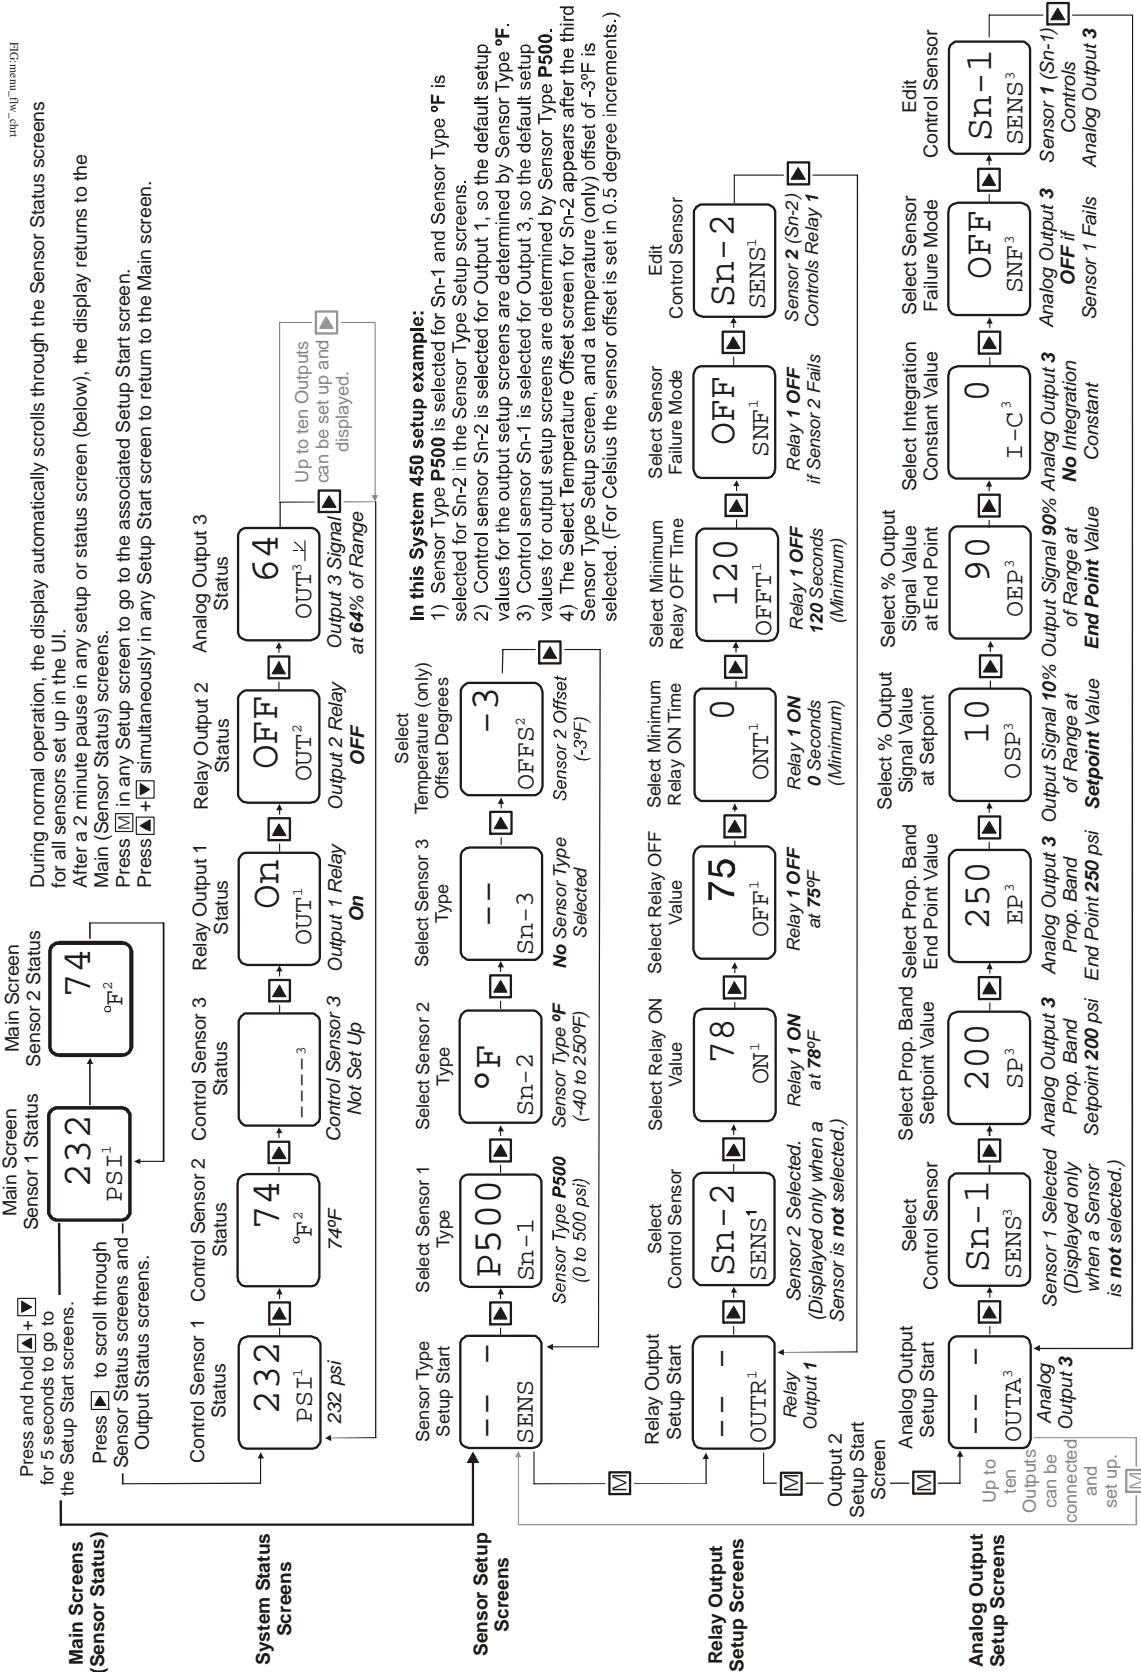 FIG:menu_flw_chrt
During normal operation, the display automatically scrolls through the Sensor Status screens
for all sensors set up in the UI.
After a 2 minute pause in any setup or status screen (below), the display returns to the
Main (Sensor Status) screens.
Press M in any Setup screen to go to the associated Setup Start screen.
Press ▲ + ▼ simultaneously in any Setup Start screen to return to the Main screen.
Press and hold ▲ + ▼
for 5 seconds to go to
the Setup Start screens.
Press ▶ to scroll through
Sensor Status screens and
Output Status screens.
Main Screens
(Sensor Status)
Main Screen
Sensor 1 Status
232
PSI¹
Main Screen
Sensor 2 Status
74
°F²
System Status
Screens
Control Sensor 1
Status
232
PSI¹
232 psi
Control Sensor 2
Status
74
°F²
74ºF
Control Sensor 3
Status
----³
Control Sensor 3
Not Set Up
Relay Output 1
Status
On
OUT¹
Output 1 Relay
On
Relay Output 2
Status
OFF
OUT²
Output 2 Relay
OFF
Analog Output 3
Status
64
OUT³
Output 3 Signal
at 64% of Range
Up to ten Outputs
can be set up and
displayed.
Sensor Setup
Screens
Sensor Type
Setup Start
-- -
SENS
Select Sensor 1
Type
P500
Sn-1
Sensor Type P500
(0 to 500 psi)
Select Sensor 2
Type
°F
Sn-2
Sensor Type ºF
(-40 to 250ºF)
Select Sensor 3
Type
--
Sn-3
No Sensor Type
Selected
Select
Temperature (only)
Offset Degrees
-3
OFFS²
Sensor 2 Offset
(-3ºF)
In this System 450 setup example:
1) Sensor Type P500 is selected for Sn-1 and Sensor Type ºF is
selected for Sn-2 in the Sensor Type Setup screens.
2) Control sensor Sn-2 is selected for Output 1, so the default setup
values for the output setup screens are determined by Sensor Type ºF.
3) Control sensor Sn-1 is selected for Output 3, so the default setup
values for output setup screens are determined by Sensor Type P500.
4) The Select Temperature Offset screen for Sn-2 appears after the third
Sensor Type Setup screen, and a temperature (only) offset of -3ºF is
selected. (For Celsius the sensor offset is set in 0.5 degree increments.)
Relay Output
Setup Screens
M
Relay Output
Setup Start
-- -
OUTR¹
Relay
Output 1
Select
Control Sensor
Sn-2
SENS¹
Sensor 2 Selected.
(Displayed only when a
Sensor is not selected.)
Select Relay ON
Value
78
ON¹
Relay 1 ON
at 78ºF
Select Relay OFF
Value
75
OFF¹
Relay 1 OFF
at 75ºF
Select Minimum
Relay ON Time
0
ONT¹
Relay 1 ON
0 Seconds
(Minimum)
Select Minimum
Relay OFF Time
120
OFFT¹
Relay 1 OFF
120 Seconds
(Minimum)
Select Sensor
Failure Mode
OFF
SNF¹
Relay 1 OFF
if Sensor 2 Fails
Edit
Control Sensor
Sn-2
SENS¹
Sensor 2 (Sn-2)
Controls Relay 1
M
Output 2
Setup Start
Screen
M
Analog Output
Setup Screens
Analog Output
Setup Start
-- -
OUTA³
Analog
Output 3
Up to
ten
Outputs
can be
connected
and
set up.
M
Select
Control Sensor
Sn-1
SENS³
Sensor 1 Selected
(Displayed only
when a Sensor
is not selected.)
Select Prop. Band
Setpoint Value
200
SP³
Analog Output 3
Prop. Band
Setpoint 200 psi
Select Prop. Band
End Point Value
250
EP³
Analog Output 3
Prop. Band
End Point 250 psi
Select % Output
Signal Value
at Setpoint
10
OSP³
Output Signal 10%
of Range at
Setpoint Value
Select % Output
Signal Value
at End Point
90
OEP³
Output Signal 90%
of Range at
End Point Value
Select Integration
Constant Value
0
I-C³
Analog Output 3
No Integration
Constant
Select Sensor
Failure Mode
OFF
SNF³
Analog Output 3
OFF if
Sensor 1 Fails
Edit
Control Sensor
Sn-1
SENS³
Sensor 1 (Sn-1)
Controls
Analog Output 3